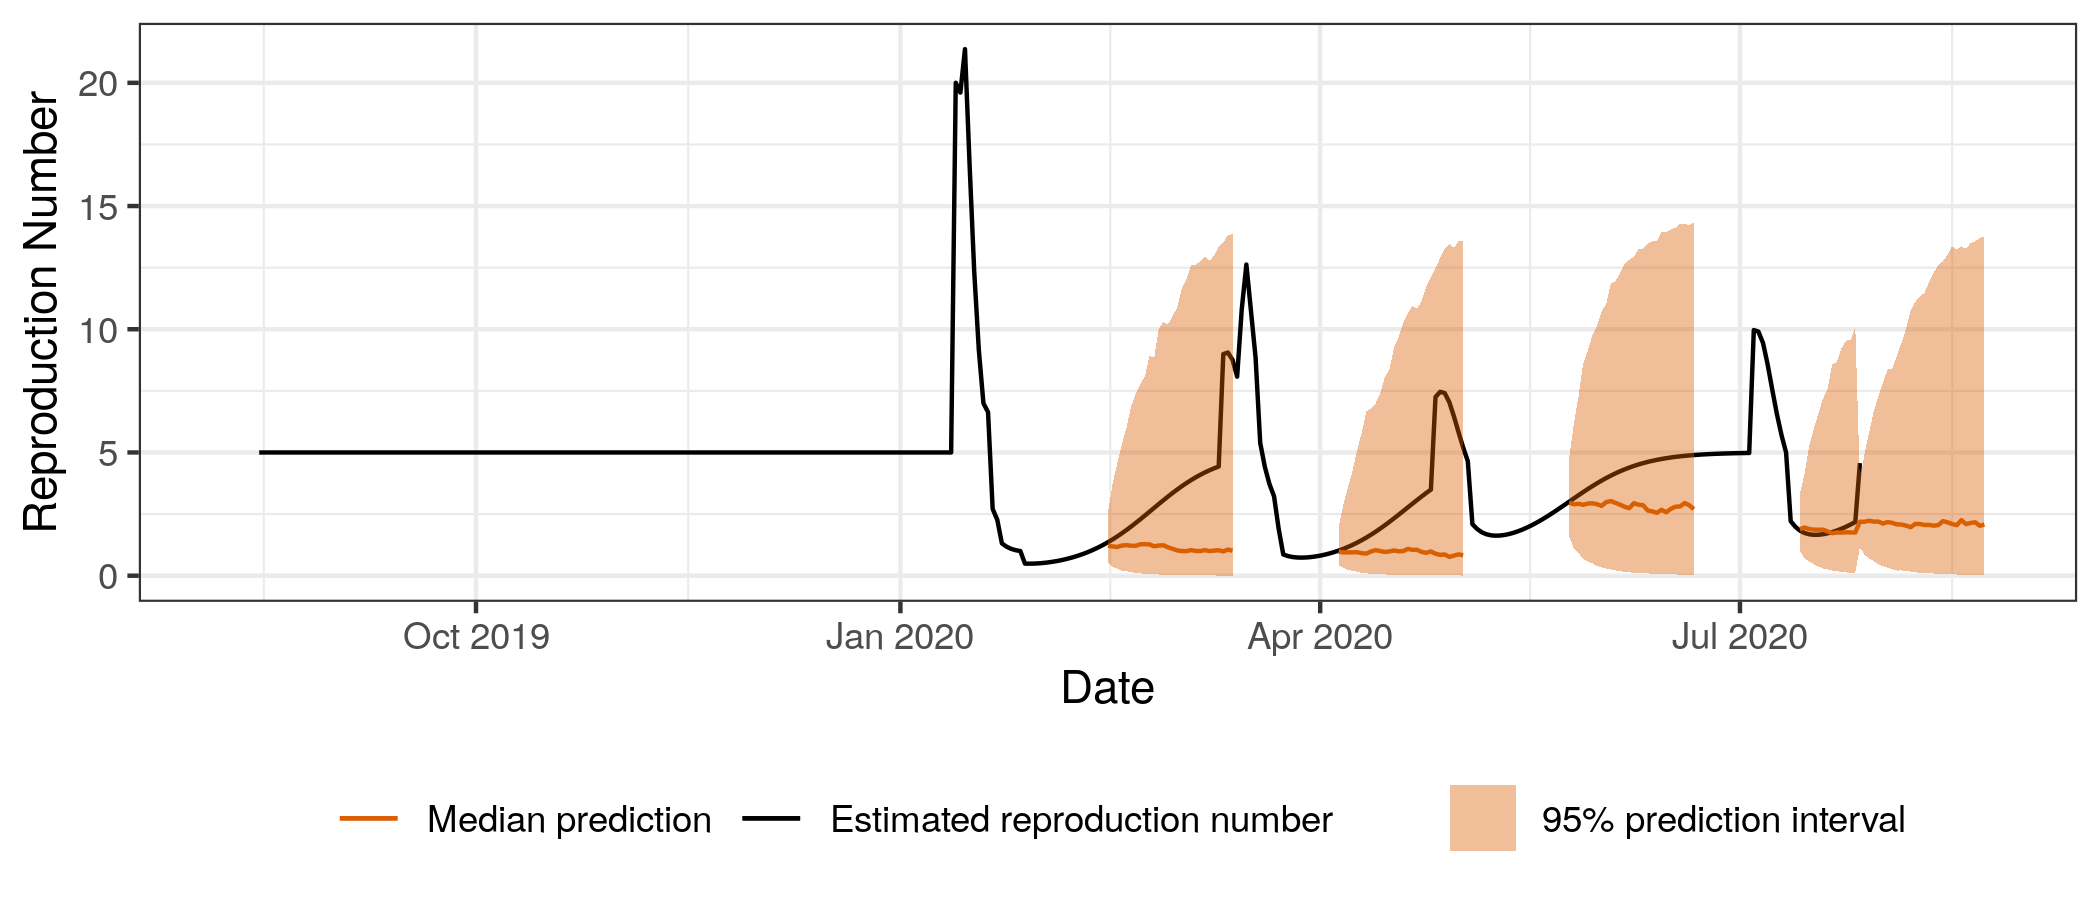 Reproduction Number
20
15
10
5
0
Oct 2019
Jan 2020
Apr 2020
Jul 2020
Date
Median prediction
Estimated reproduction number
95% prediction interval